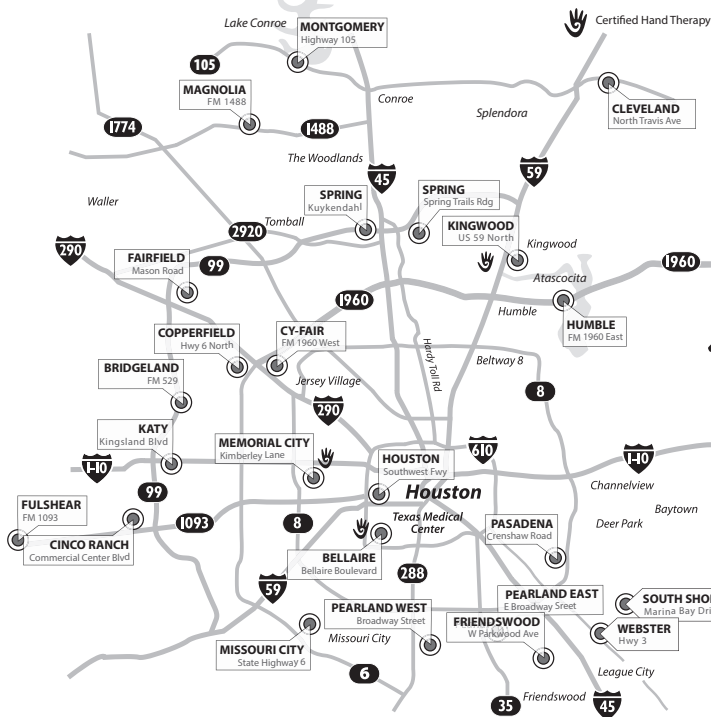 Lake Conroe
MONTGOMERY
Highway 105
Certified Hand Therapy
105
MAGNOLIA
FM 1488
Conroe
Splendora
CLEVELAND
North Travis Ave
1774
1488
The Woodlands
45
59
Waller
SPRING
Kuykendahl
SPRING
Spring Trails Rdg
Tomball
2920
KINGWOOD
US 59 North
Kingwood
290
FAIRFIELD
Mason Road
99
1960
Atascocita
1960
Humble
HUMBLE
FM 1960 East
COPPERFIELD
Hwy 6 North
CY-FAIR
FM 1960 West
Hardy Toll Rd
Beltway 8
BRIDGELAND
FM 529
Jersey Village
8
290
KATY
Kingsland Blvd
MEMORIAL CITY
Kimberley Lane
610
HOUSTON
Southwest Fwy
I-10
I-10
Channelview
99
Houston
Baytown
FULSHEAR
FM 1093
1093
8
Texas Medical
Center
Deer Park
PASADENA
Crenshaw Road
CINCO RANCH
Commercial Center Blvd
BELLAIRE
Bellaire Boulevard
288
59
PEARLAND EAST
E Broadway Sreet
SOUTH SHO
Marina Bay Dri
PEARLAND WEST
Broadway Street
FRIENDSWOOD
W Parkwood Ave
WEBSTER
Hwy 3
Missouri City
MISSOURI CITY
State Highway 6
6
League City
35
Friendswood
45